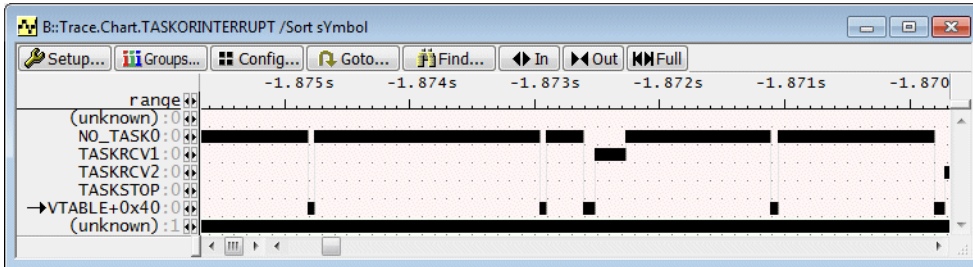 B::Trace.Chart.TASKORINTERRUPT /Sort sYmbol
Setup... Groups... Config... Goto... Find... In Out Full
-1.875s -1.874s -1.873s -1.872s -1.871s -1.870
range
(unknown):0
NO_TASK0:0
TASKRCV1:0
TASKRCV2:0
TASKSTOP:0
→VTABLE+0x40:0
(unknown):1